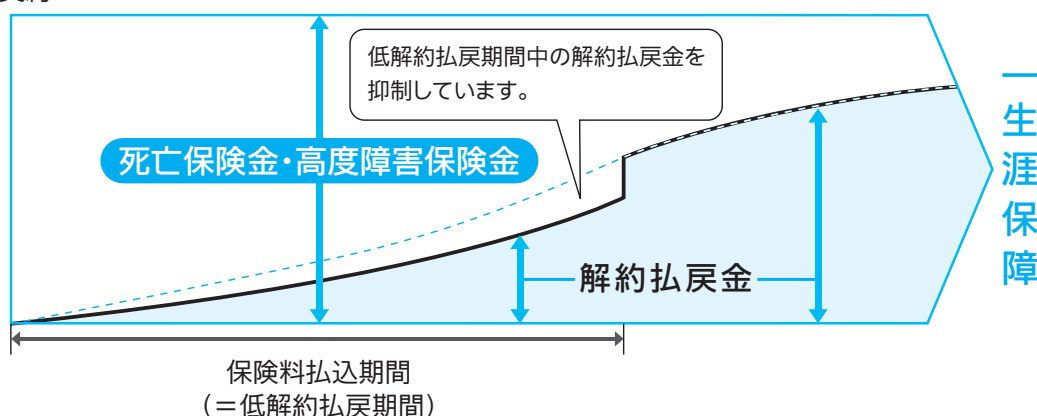 低解約払戻期間中の解約払戻金を
抑制しています。
死亡保険金・高度障害保険金
一生涯保障
解約払戻金
保険料払込期間
(＝低解約払戻期間)